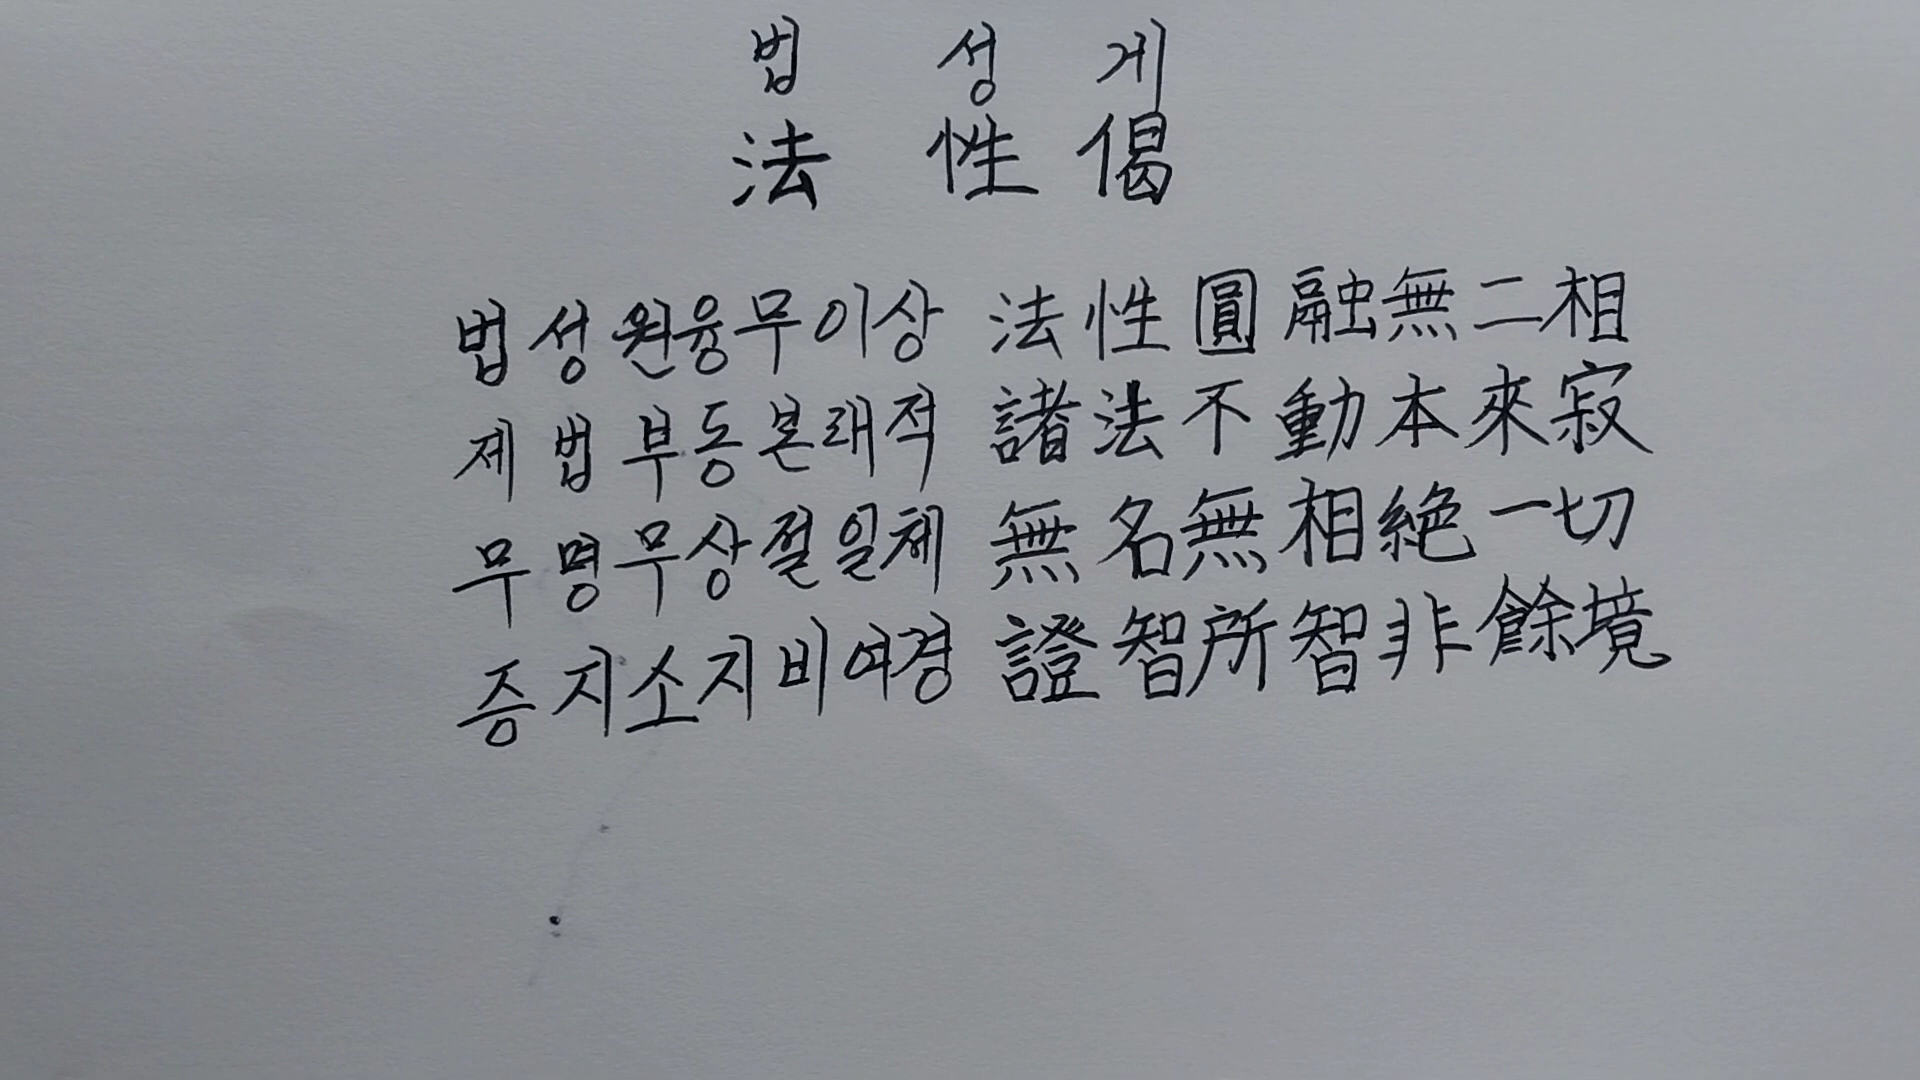 법 성 게
法 性 偈
법성원융무이상 法性圓融無二相
제법부동본래적 諸法不動本來寂
무명무상절일체 無名無相絶一切
증지소지비여경 證智所智非餘境